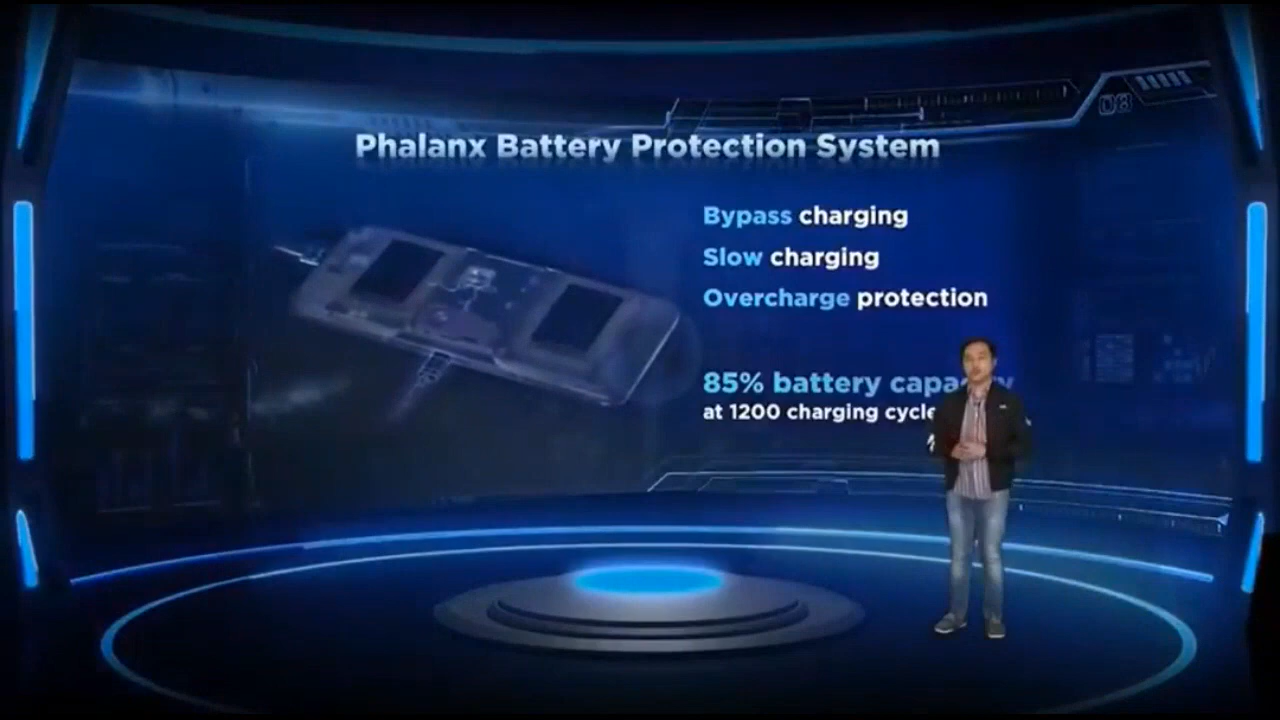 08
Phalanx Battery Protection System
Bypass charging
Slow charging
Overcharge protection
85% battery
at 1200 charging